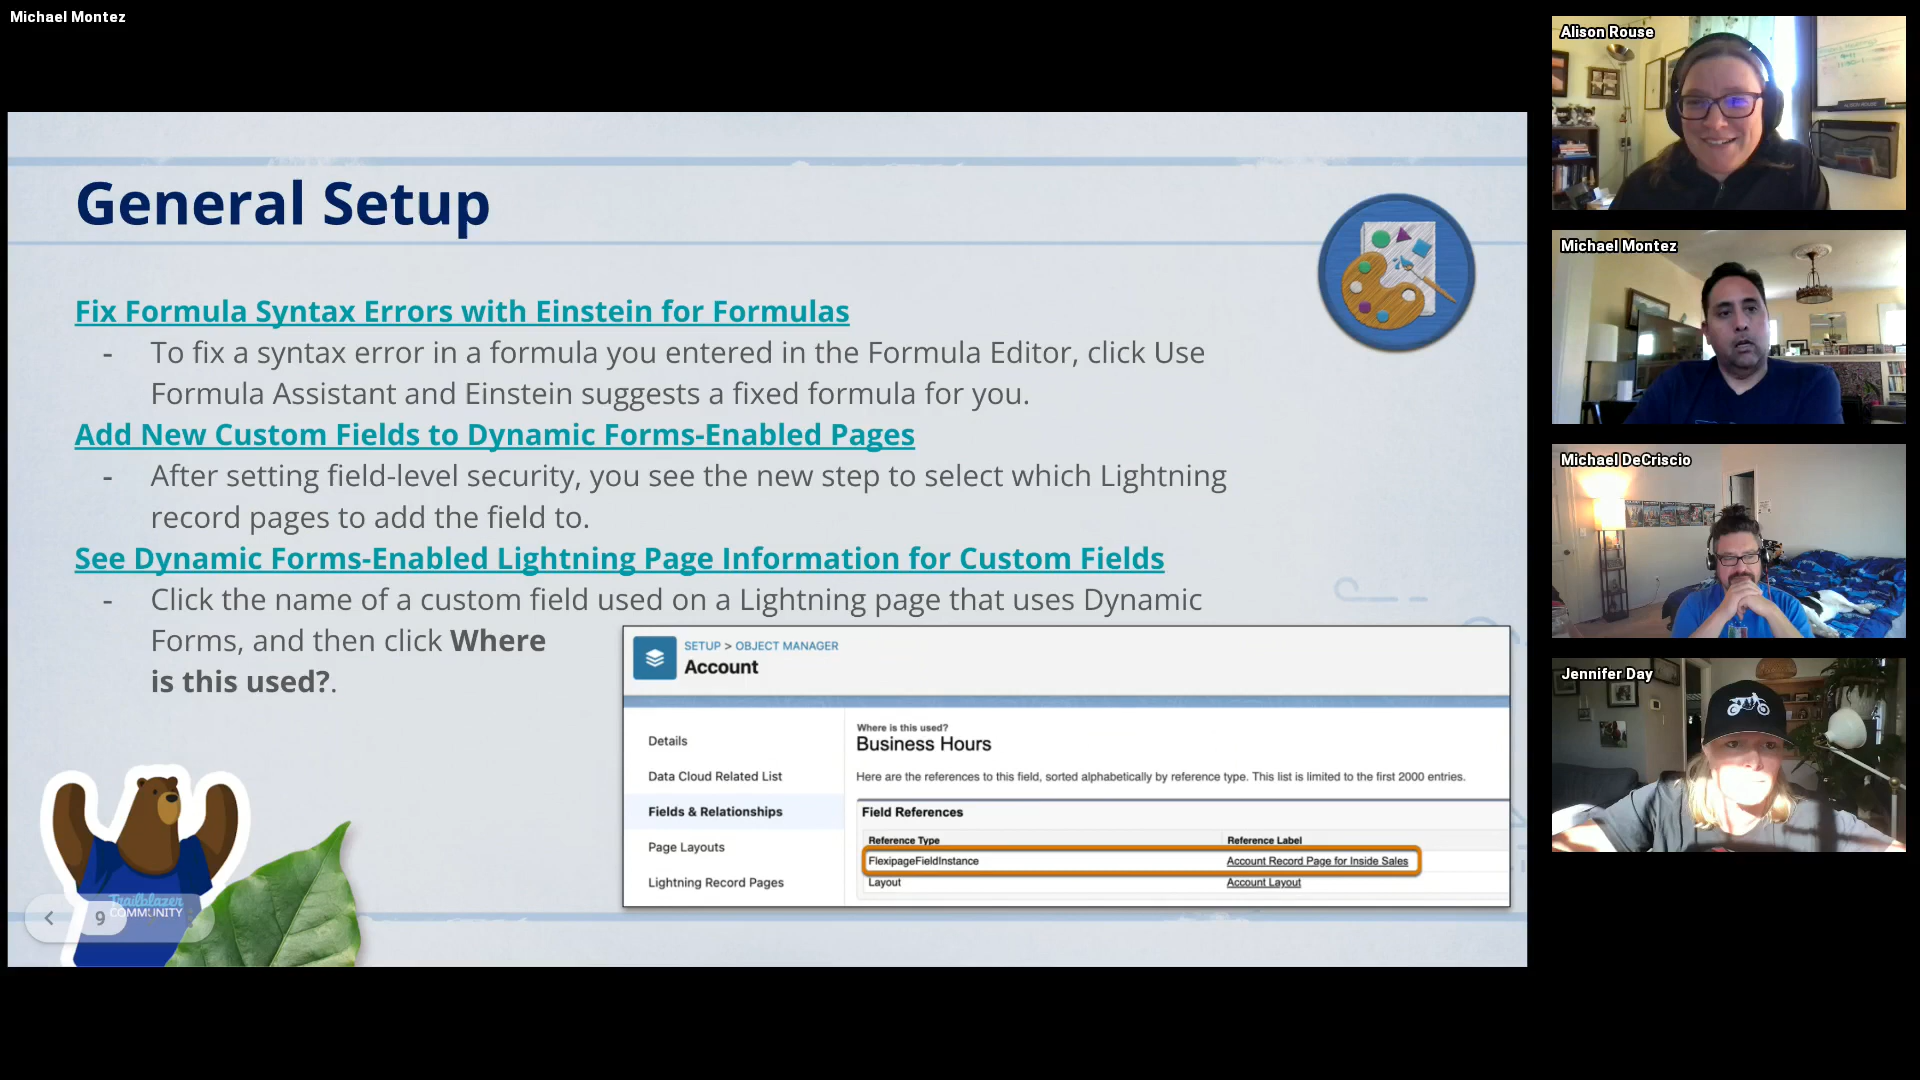 Michael Montez
General Setup
Fix Formula Syntax Errors with Einstein for Formulas
- To fix a syntax error in a formula you entered in the Formula Editor, click Use
Formula Assistant and Einstein suggests a fixed formula for you.
Add New Custom Fields to Dynamic Forms-Enabled Pages
- After setting field-level security, you see the new step to select which Lightning
record pages to add the field to.
See Dynamic Forms-Enabled Lightning Page Information for Custom Fields
- Click the name of a custom field used on a Lightning page that uses Dynamic
Forms, and then click Where
is this used?.
SETUP > OBJECT MANAGER
Account
Details
Data Cloud Related List
Fields & Relationships
Page Layouts
Lightning Record Pages
Where is this used?
Business Hours
Here are the references to this field, sorted alphabetically by reference type. This list is limited to the first 2000 entries.
Field References
Reference Type Reference Label
FlexipageFieldInstance Account Record Page for Inside Sales
Layout Account Layout
Trailblazer
COMMUNITY
9
Alison Rouse
Michael Montez
Michael DeCriscio
Jennifer Day